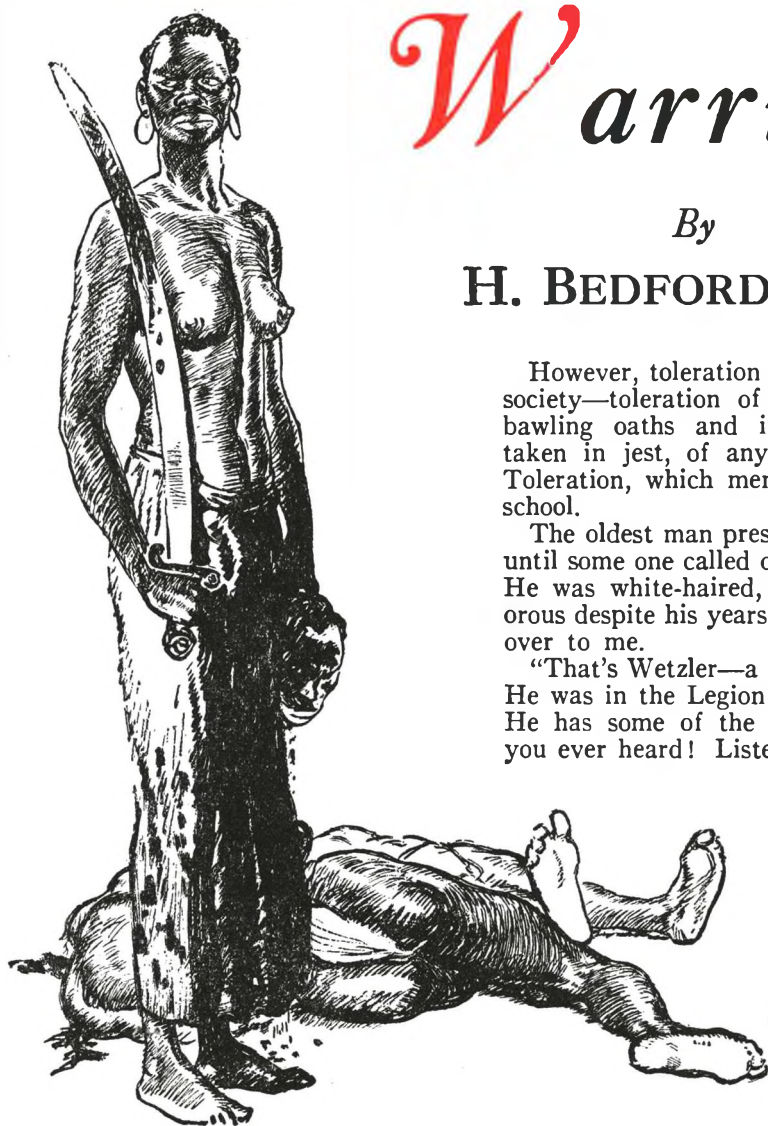 Warr
By
H. BEDFORD
However, toleration
society—toleration of
bawling oaths and i
taken in jest, of any
Toleration, which mer
school.
The oldest man pres
until some one called o
He was white-haired,
orous despite his years
over to me.
“That's Wetzler—a
He was in the Legion
He has some of the
you ever heard! Liste